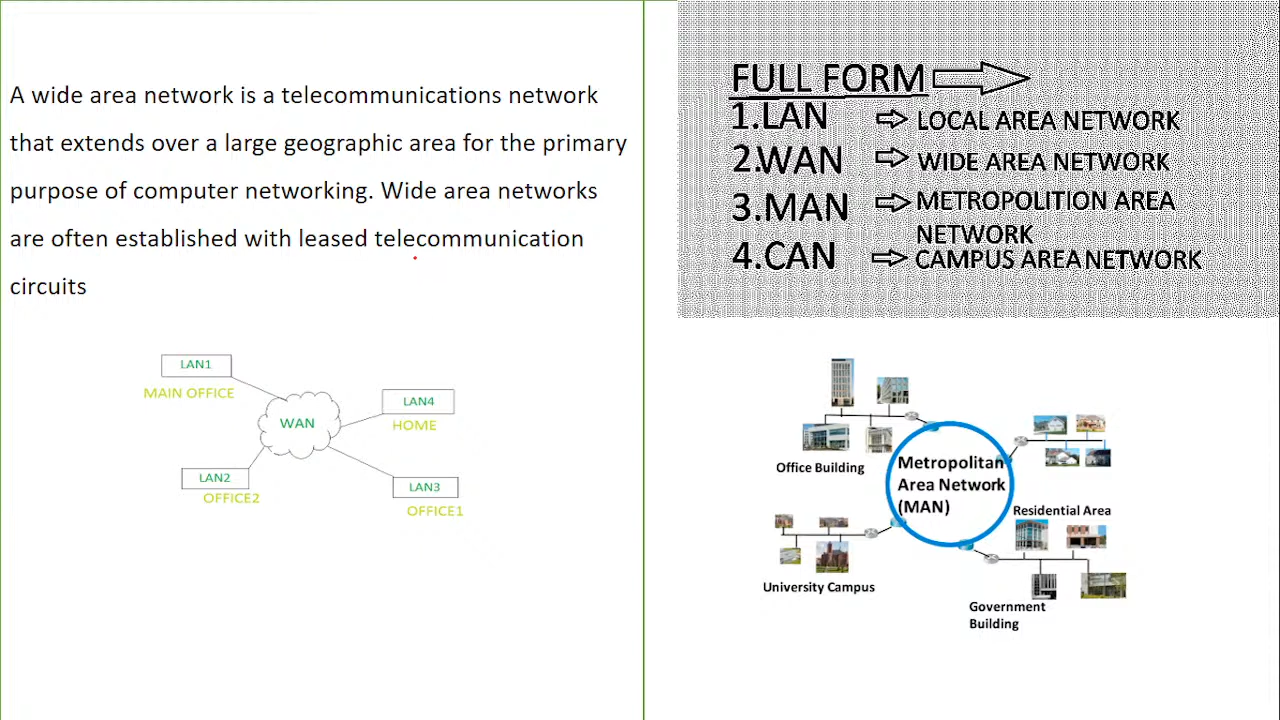 A wide area network is a telecommunications network
that extends over a large geographic area for the primary
purpose of computer networking. Wide area networks
are often established with leased telecommunication
circuits
LAN1
MAIN OFFICE
WAN
LAN4
HOME
LAN2
OFFICE2
LAN3
OFFICE1
FULL FORM
1.LAN LOCAL AREA NETWORK
2.WAN WIDE AREA NETWORK
3.MAN METROPOLITION AREA
NETWORK
4.CAN CAMPUS AREA NETWORK
Office Building
Metropolitan
Area Network
(MAN)
Residential Area
University Campus
Government
Building